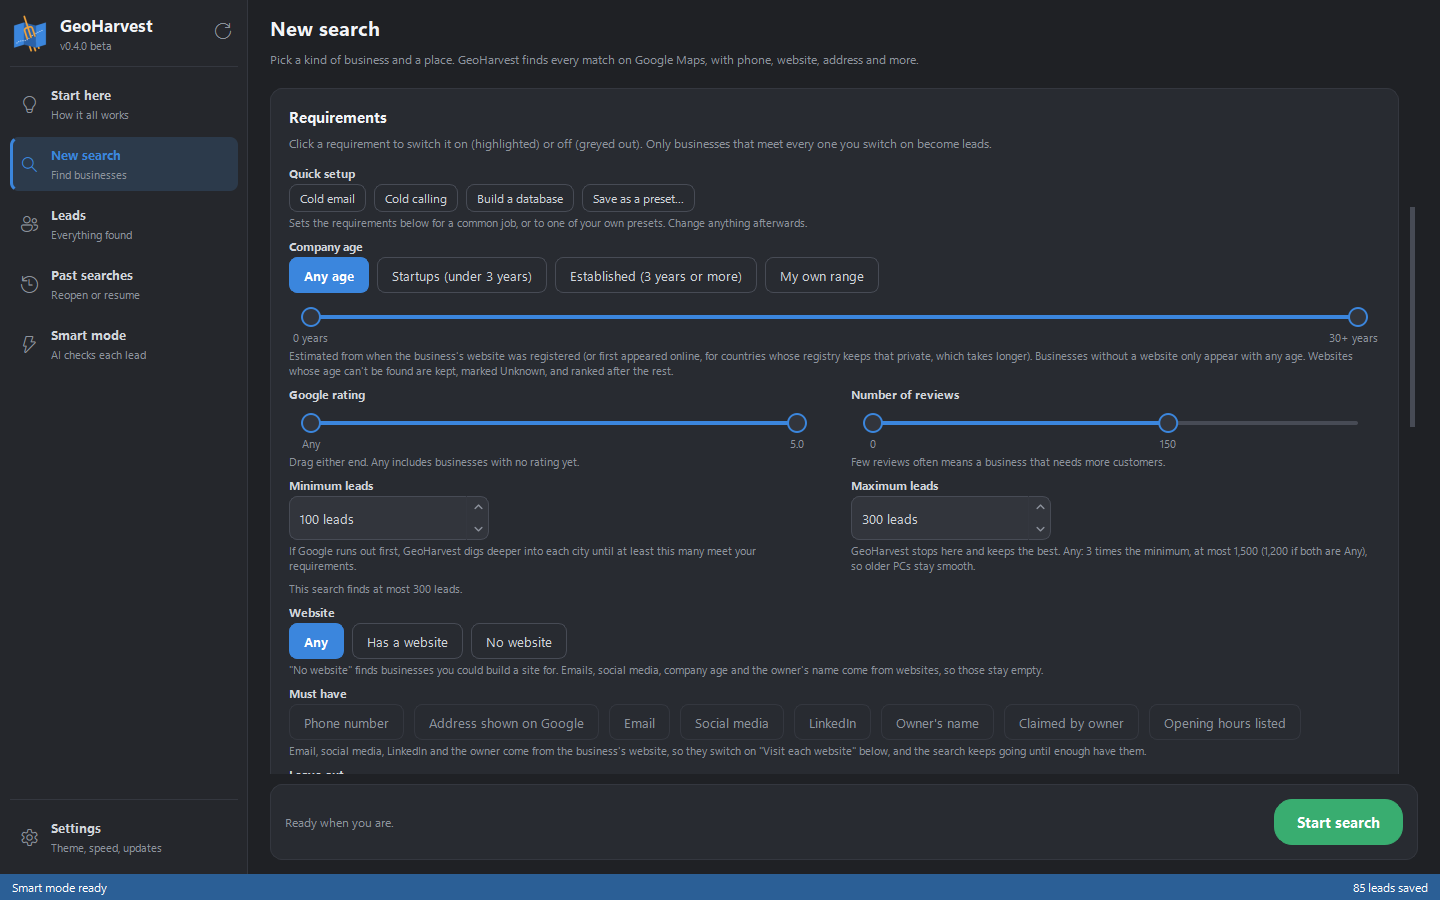 GeoHarvest
v0.4.0 beta
Start here
How it all works
New search
Find businesses
Leads
Everything found
Past searches
Reopen or resume
Smart mode
AI checks each lead
Settings
Theme, speed, updates
New search
Pick a kind of business and a place. GeoHarvest finds every match on Google Maps, with phone, website, address and more.
Requirements
Click a requirement to switch it on (highlighted) or off (greyed out). Only businesses that meet every one you switch on become leads.
Quick setup
Cold email Cold calling Build a database Save as a preset...
Sets the requirements below for a common job, or to one of your own presets. Change anything afterwards.
Company age
Any age Startups (under 3 years) Established (3 years or more) My own range
0 years 30+ years
Estimated from when the business's website was registered (or first appeared online, for countries whose registry keeps that private, which takes longer). Businesses without a website only appear with any age. Websites
whose age can't be found are kept, marked Unknown, and ranked after the rest.
Google rating
Any 5.0
Drag either end. Any includes businesses with no rating yet.
Number of reviews
0 150
Few reviews often means a business that needs more customers.
Minimum leads
100 leads
If Google runs out first, GeoHarvest digs deeper into each city until at least this many meet your
requirements.
Maximum leads
300 leads
GeoHarvest stops here and keeps the best. Any: 3 times the minimum, at most 1,500 (1,200 if both are Any),
so older PCs stay smooth.
This search finds at most 300 leads.
Website
Any Has a website No website
"No website" finds businesses you could build a site for. Emails, social media, company age and the owner's name come from websites, so those stay empty.
Must have
Phone number Address shown on Google Email Social media LinkedIn Owner's name Claimed by owner Opening hours listed
Email, social media, LinkedIn and the owner come from the business's website, so they switch on "Visit each website" below, and the search keeps going until enough have them.
Ready when you are.
Start search
Smart mode ready
85 leads saved